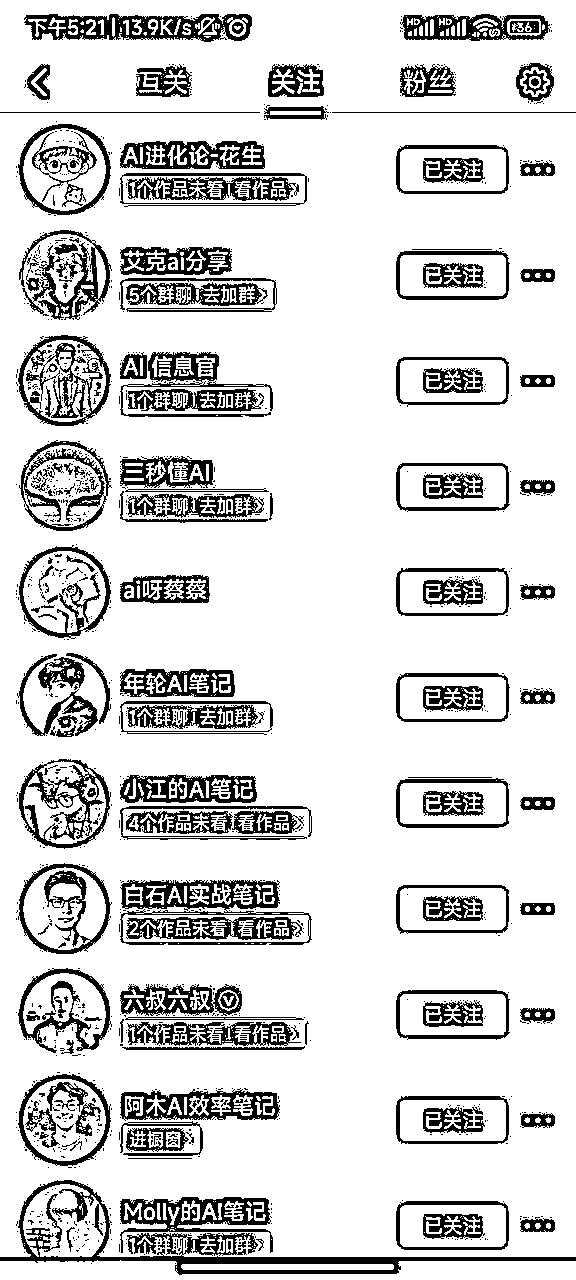 下午5:21 | 13.9K/s
HD HD 36
互关 关注 粉丝
AI进化论-花生
1个作品未看 | 看作品 >
已关注
艾克ai分享
5个群聊 | 去加群 >
已关注
AI 信息官
1个群聊 | 去加群 >
已关注
三秒懂AI
1个群聊 | 去加群 >
已关注
ai呀蔡蔡
已关注
年轮AI笔记
1个群聊 | 去加群 >
已关注
小江的AI笔记
4个作品未看 | 看作品 >
已关注
白石AI实战笔记
2个作品未看 | 看作品 >
已关注
六叔六叔
1个作品未看 | 看作品 >
已关注
阿木AI效率笔记
进橱窗 >
已关注
Molly的AI笔记
1个群聊 | 去加群 >
已关注